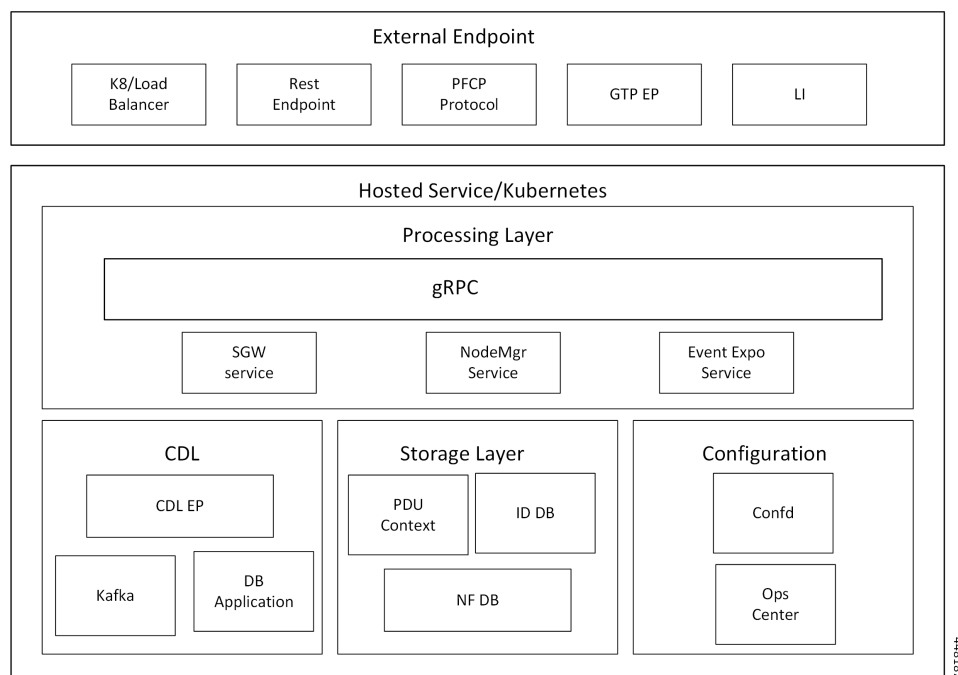 External Endpoint
K8/Load
Balancer
Rest
Endpoint
PFCP
Protocol
GTP EP
LI
Hosted Service/Kubernetes
Processing Layer
gRPC
SGW
service
NodeMgr
Service
Event Expo
Service
CDL
CDL EP
Kafka
DB
Application
Storage Layer
PDU
Context
ID DB
NF DB
Configuration
Confd
Ops
Center